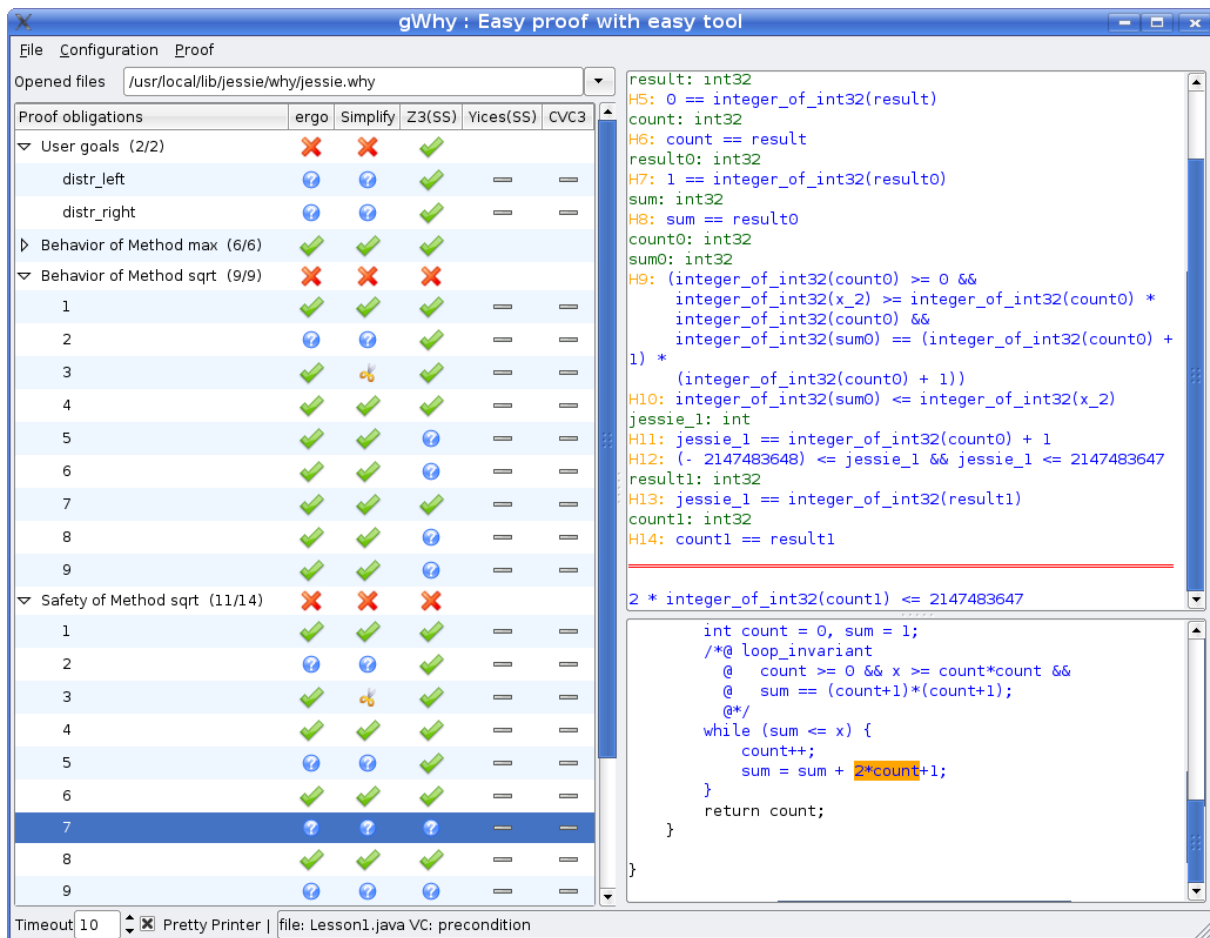 gWhy : Easy proof with easy tool
File Configuration Proof
Opened files /usr/local/lib/jessie/why/jessie.why
Proof obligations ergo Simplify Z3(SS) Yices(SS) CVC3
User goals (2/2)
distr_left
distr_right
Behavior of Method max (6/6)
Behavior of Method sqrt (9/9)
1
2
3
4
5
6
7
8
9
Safety of Method sqrt (11/14)
1
2
3
4
5
6
7
8
9
result: int32
H5: 0 == integer_of_int32(result)
count: int32
H6: count == result
result0: int32
H7: 1 == integer_of_int32(result0)
sum: int32
H8: sum == result0
count0: int32
sum0: int32
H9: (integer_of_int32(count0) >= 0 &&
integer_of_int32(x_2) >= integer_of_int32(count0) *
integer_of_int32(count0) &&
integer_of_int32(sum0) == (integer_of_int32(count0) +
1) *
(integer_of_int32(count0) + 1))
H10: integer_of_int32(sum0) <= integer_of_int32(x_2)
jessie_1: int
H11: jessie_1 == integer_of_int32(count0) + 1
H12: (- 2147483648) <= jessie_1 && jessie_1 <= 2147483647
result1: int32
H13: jessie_1 == integer_of_int32(result1)
count1: int32
H14: count1 == result1
2 * integer_of_int32(count1) <= 2147483647
int count = 0, sum = 1;
/*@ loop_invariant
@ count >= 0 && x >= count*count &&
@ sum == (count+1)*(count+1);
@*/
while (sum <= x) {
count++;
sum = sum + 2*count+1;
}
return count;
}
}
Timeout 10 Pretty Printer | file: Lesson1.java VC: precondition